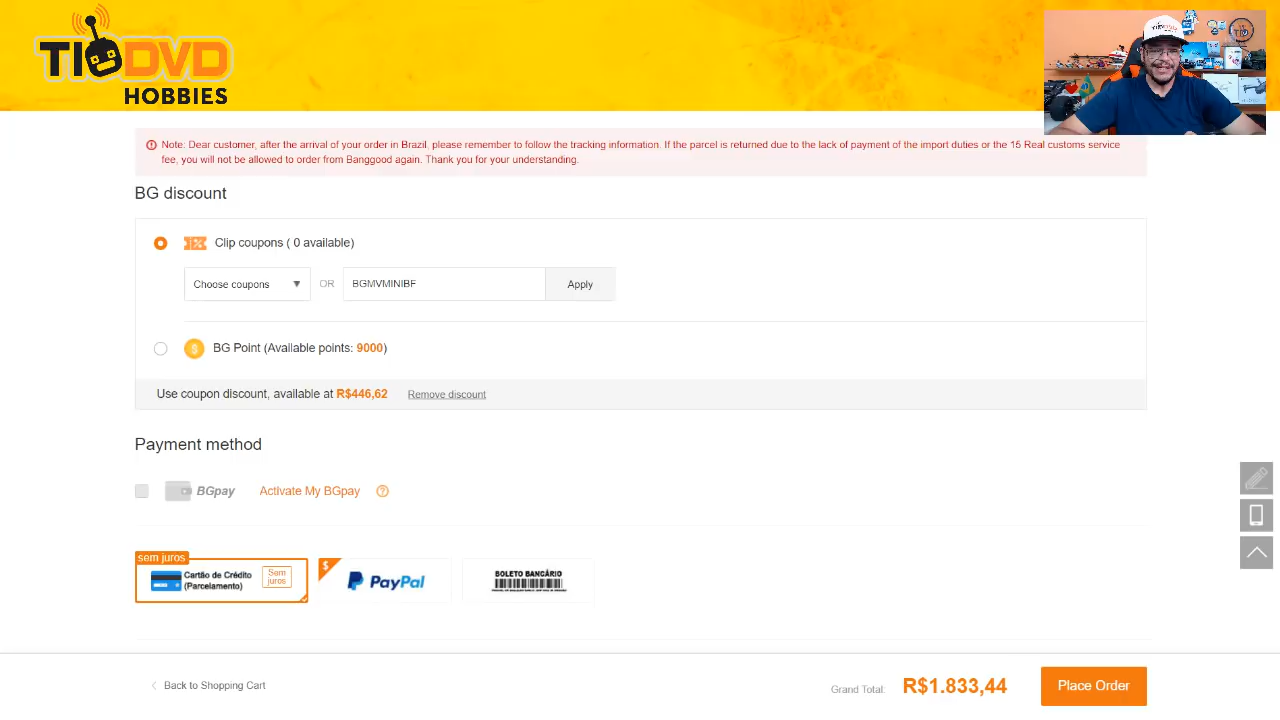 TIODVD
HOBBIES
Note: Dear customer, after the arrival of your order in Brazil, please remember to follow the tracking information. If the parcel is returned due to the lack of payment of the import duties or the 15 Real customs service
fee, you will not be allowed to order from Banggood again. Thank you for your understanding.
BG discount
Clip coupons ( 0 available)
Choose coupons ▼ OR BGMVMINIBF Apply
BG Point (Available points: 9000)
Use coupon discount, available at R$446,62 Remove discount
Payment method
BGpay Activate My BGpay ?
sem juros
Cartão de Crédito
(Parcelamento)
Sem
juros
$ PayPal
BOLETO BANCÁRIO
Back to Shopping Cart
Grand Total: R$1.833,44
Place Order